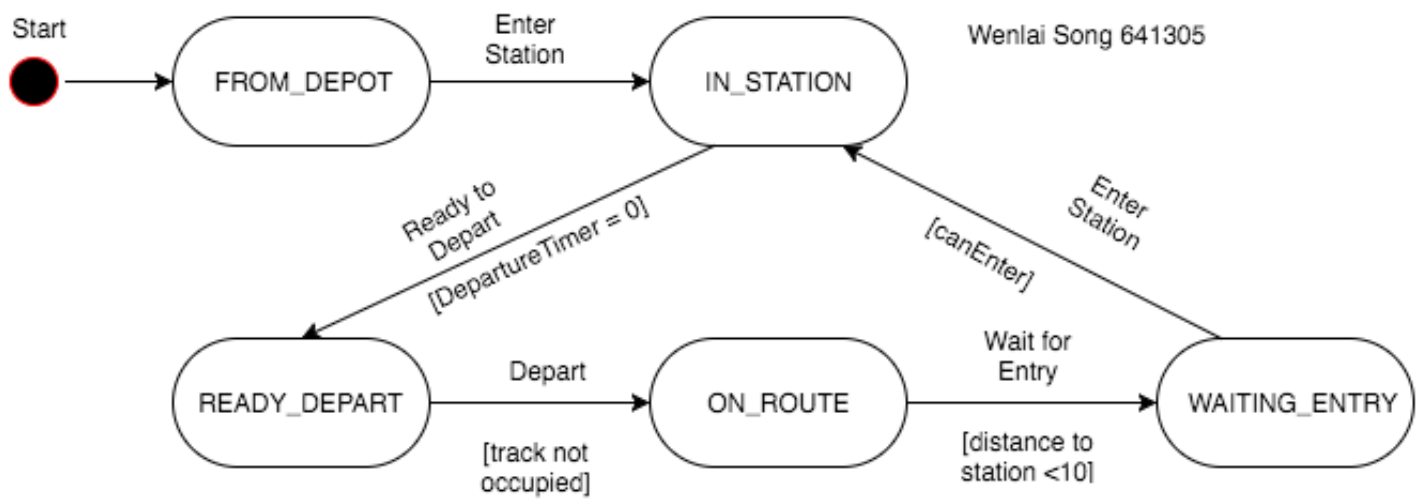 Start
Enter
Station
Wenlai Song 641305
FROM_DEPOT
IN_STATION
Ready to
Depart
[DepartureTimer = 0]
Enter
Station
[canEnter]
READY_DEPART
Depart
[track not
occupied]
ON_ROUTE
Wait for
Entry
[distance to
station <10]
WAITING_ENTRY